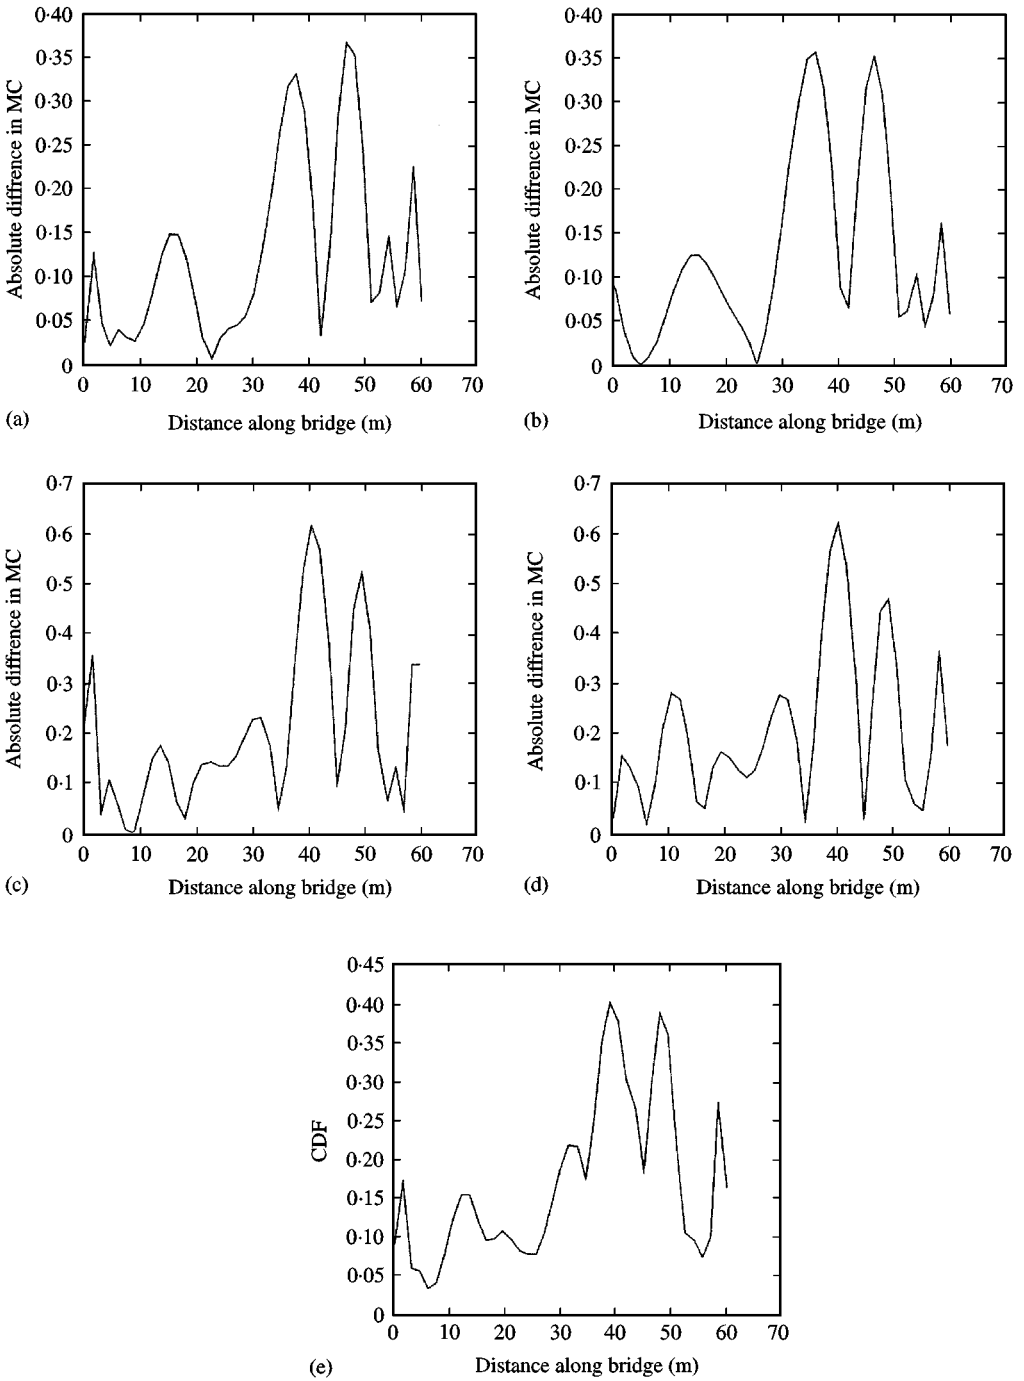 0·40
0·35
0·30
0·25
0·20
0·15
0·10
0·05
0
Absolute diffrence in MC
0 10 20 30 40 50 60 70
(a) Distance along bridge (m)
0·40
0·35
0·30
0·25
0·20
0·15
0·10
0·05
0
Absolute diffrence in MC
0 10 20 30 40 50 60 70
(b) Distance along bridge (m)
0·7
0·6
0·5
0·4
0·3
0·2
0·1
0
Absolute diffrence in MC
0 10 20 30 40 50 60 70
(c) Distance along bridge (m)
0·7
0·6
0·5
0·4
0·3
0·2
0·1
0
Absolute diffrence in MC
0 10 20 30 40 50 60 70
(d) Distance along bridge (m)
0·45
0·40
0·35
0·30
0·25
0·20
0·15
0·10
0·05
0
CDF
0 10 20 30 40 50 60 70
(e) Distance along bridge (m)